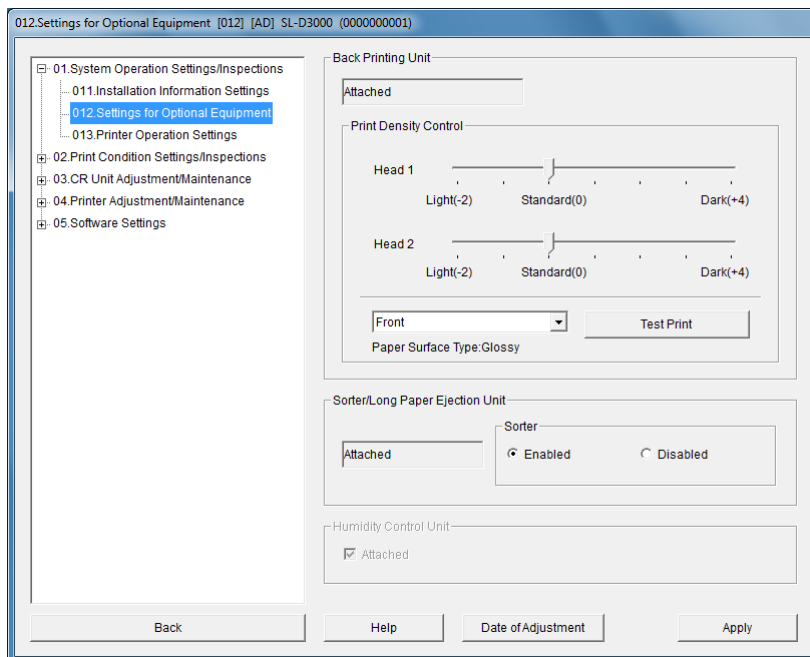 012.Settings for Optional Equipment [012] [AD] SL-D3000 (0000000001)
01.System Operation Settings/Inspections
011.Installation Information Settings
012.Settings for Optional Equipment
013.Printer Operation Settings
02.Print Condition Settings/Inspections
03.CR Unit Adjustment/Maintenance
04.Printer Adjustment/Maintenance
05.Software Settings
Back Printing Unit
Attached
Print Density Control
Head 1
Light(-2) Standard(0) Dark(+4)
Head 2
Light(-2) Standard(0) Dark(+4)
Front Test Print
Paper Surface Type:Glossy
Sorter/Long Paper Ejection Unit
Attached
Sorter
Enabled Disabled
Humidity Control Unit
Attached
Back Help Date of Adjustment Apply